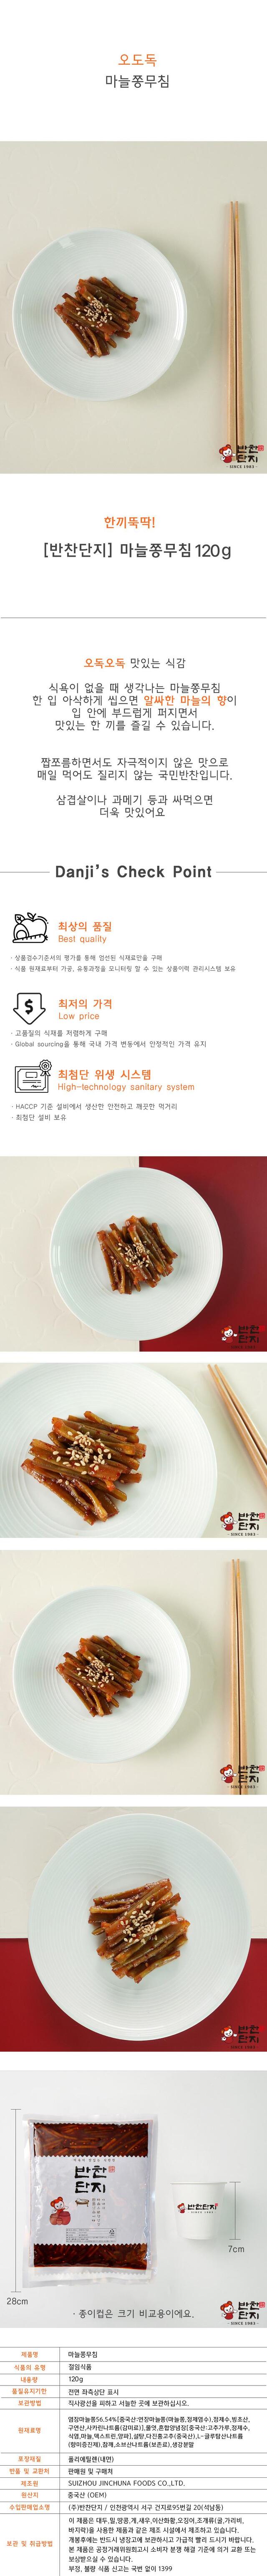 오도독
마늘쫑무침
반찬단지
- SINCE 1983 -
한끼뚝딱!
[반찬단지] 마늘쫑무침 120g
오독오독 맛있는 식감
식욕이 없을 때 생각나는 마늘쫑무침
한 입 아삭하게 씹으면 알싸한 마늘의 향이
입 안에 부드럽게 퍼지면서
맛있는 한 끼를 즐길 수 있습니다.
짭쪼름하면서도 자극적이지 않은 맛으로
매일 먹어도 질리지 않는 국민반찬입니다.
삼겹살이나 과메기 등과 싸먹으면
더욱 맛있어요
Danji's Check Point
최상의 품질
Best quality
· 상품검수기준서의 평가를 통해 엄선된 식재료만을 구매
· 식품 원재료부터 가공, 유통과정을 모니터링 할 수 있는 상품이력 관리시스템 보유
최저의 가격
Low price
· 고품질의 식재를 저렴하게 구매
· Global sourcing을 통해 국내 가격 변동에서 안정적인 가격 유지
최첨단 위생 시스템
High-technology sanitary system
· HACCP 기준 설비에서 생산한 안전하고 깨끗한 먹거리
· 최첨단 설비 보유
반찬단지
- SINCE 1983 -
반찬단지
- SINCE 1983 -
반찬단지
- SINCE 1983 -
반찬단지
- SINCE 1983 -
반찬단지
반찬단지
28cm
7cm
· 종이컵은 크기 비교용이에요.
반찬단지
- SINCE 1983 -
제품명 마늘쫑무침
식품의 유형 절임식품
내용량 120g
품질유지기한 전면 좌측상단 표시
보관방법 직사광선을 피하고 서늘한 곳에 보관하십시오.
원재료명 염장마늘쫑56.54%[중국산:연장마늘쫑(마늘쫑,정제염수),정제수,빙초산,
구연산,사카린나트륨(감미료)],물엿,혼합양념장[중국산:고추가루,정제수,
식염,마늘,덱스트린,양파],설탕,다진홍고추(중국산),L-글루탐산나트륨
(향미증진제),참깨,소브산나트륨(보존료),생강분말
포장재질 폴리에틸렌(내면)
반품 및 교환처 판매원 및 구매처
제조원 SUIZHOU JINCHUNA FOODS CO.,LTD.
원산지 중국산 (OEM)
수입판매업소명 (주)반찬단지 / 인천광역시 서구 건지로95번길 20(석남동)
보관 및 취급방법 이 제품은 대두,밀,땅콩,게,새우,아산화황,오징어,조개류(굴,가리비,
바지락)을 사용한 제품과 같은 제조 시설에서 제조하고 있습니다.
개봉후에는 반드시 냉장고에 보관하시고 가급적 빨리 드시기 바랍니다.
본 제품은 공정거래위원회고시 소비자 분쟁 해결 기준에 의거 교환 또는
보상받으실 수 있습니다.
부정, 불량 식품 신고는 국번 없이 1399